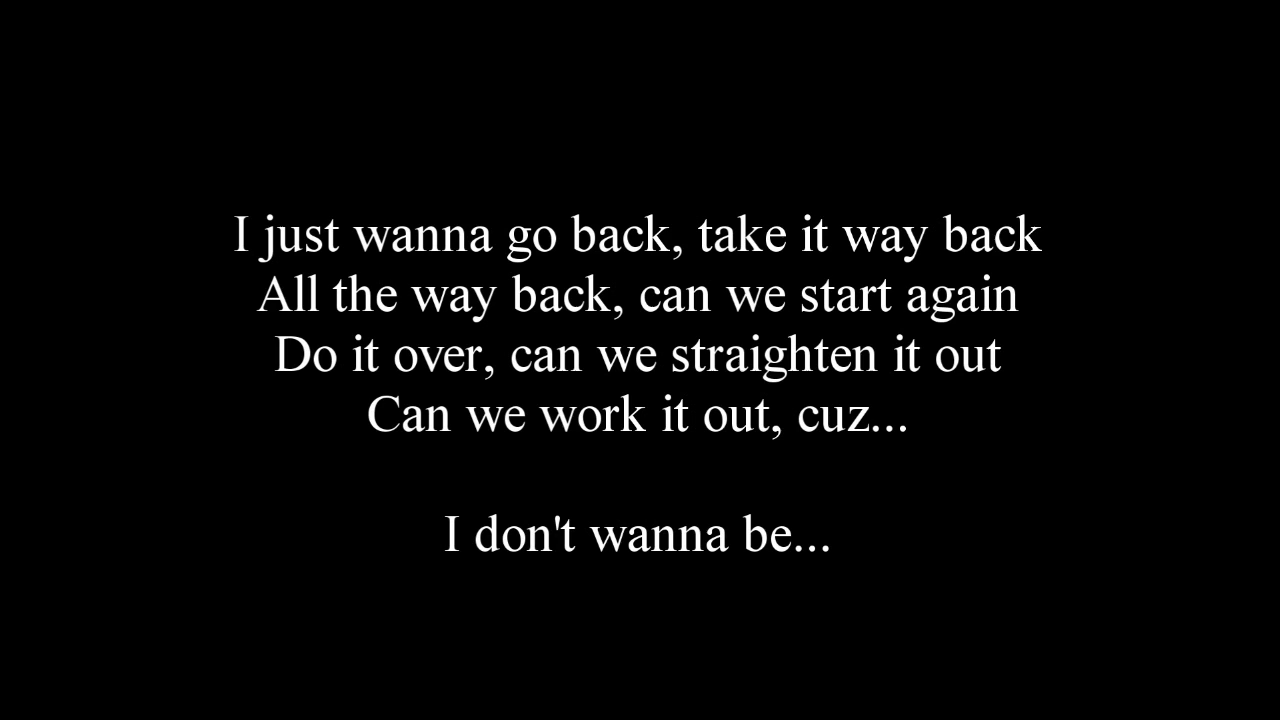 I just wanna go back, take it way back
All the way back, can we start again
Do it over, can we straighten it out
Can we work it out, cuz...
I don't wanna be...